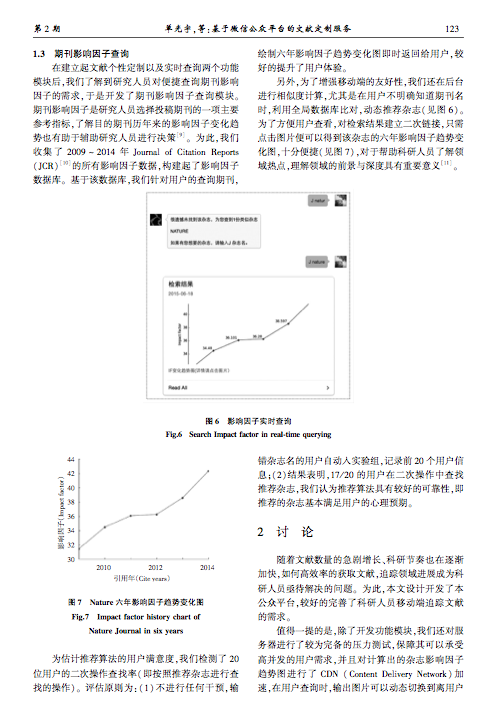 第 2 期
单光宇,等:基于微信公众平台的文献定制服务
123
1.3 期刊影响因子查询
在建立起文献个性定制以及实时查询两个功能
模块后,我们了解到研究人员对便捷查询期刊影响
因子的需求,于是开发了期刊影响因子查询模块。
期刊影响因子是研究人员选择投稿期刊的一项主要
参考指标,了解目的期刊历年来的影响因子变化趋
势也有助于辅助研究人员进行决策[9]。为此,我们
收集了 2009 ~ 2014 年 Journal of Citation Reports
(JCR)[10]的所有影响因子数据,构建起了影响因子
数据库。基于该数据库,我们针对用户的查询期刊,
绘制六年影响因子趋势变化图即时返回给用户,较
好的提升了用户体验。
另外,为了增强移动端的友好性,我们还在后台
进行相似度计算,尤其是在用户不明确知道期刊名
时,利用全局数据库比对,动态推荐杂志(见图 6)。
为了方便用户查看,对检索结果建立二次链接,只需
点击图片便可以得到该杂志的六年影响因子趋势变
化图,十分便捷(见图 7),对于帮助科研人员了解领
域热点,理解领域的前景与深度具有重要意义[11]。
J natur
很遗憾未找到该杂志,为您查到1份类似杂志
NATURE
如果有您想要的杂志,请输入J 杂志名。
J nature
检索结果
2015-06-18
Impact factor
40
38
36
34
34.48
36.101
36.28
38.597
IF变化趋势图(详情请点击图片)
Read All
图 6 影响因子实时查询
Fig.6 Search Impact factor in real-time querying
影响因子(Impact factor)
44
42
40
38
36
34
32
30
2010
2012
2014
引用年(Cite years)
图 7 Nature 六年影响因子趋势变化图
Fig.7 Impact factor history chart of
Nature Journal in six years
为估计推荐算法的用户满意度,我们检测了 20
位用户的二次操作查找率(即按照推荐杂志进行查
找的操作)。评估原则为:(1)不进行任何干预,输
错杂志名的用户自动入实验组,记录前 20 个用户信
息;(2)结果表明,17/20 的用户在二次操作中查找
推荐杂志,我们认为推荐算法具有较好的可靠性,即
推荐的杂志基本满足用户的心理预期。
2 讨 论
随着文献数量的急剧增长、科研节奏也在逐渐
加快,如何高效率的获取文献,追踪领域进展成为科
研人员亟待解决的问题。为此,本文设计开发了本
公众平台,较好的完善了科研人员移动端追踪文献
的需求。
值得一提的是,除了开发功能模块,我们还对服
务器进行了较为完备的压力测试,保障其可以承受
高并发的用户需求,并且对计算出的杂志影响因子
趋势图进行了 CDN (Content Delivery Network)加
速,在用户查询时,输出图片可以动态切换到离用户